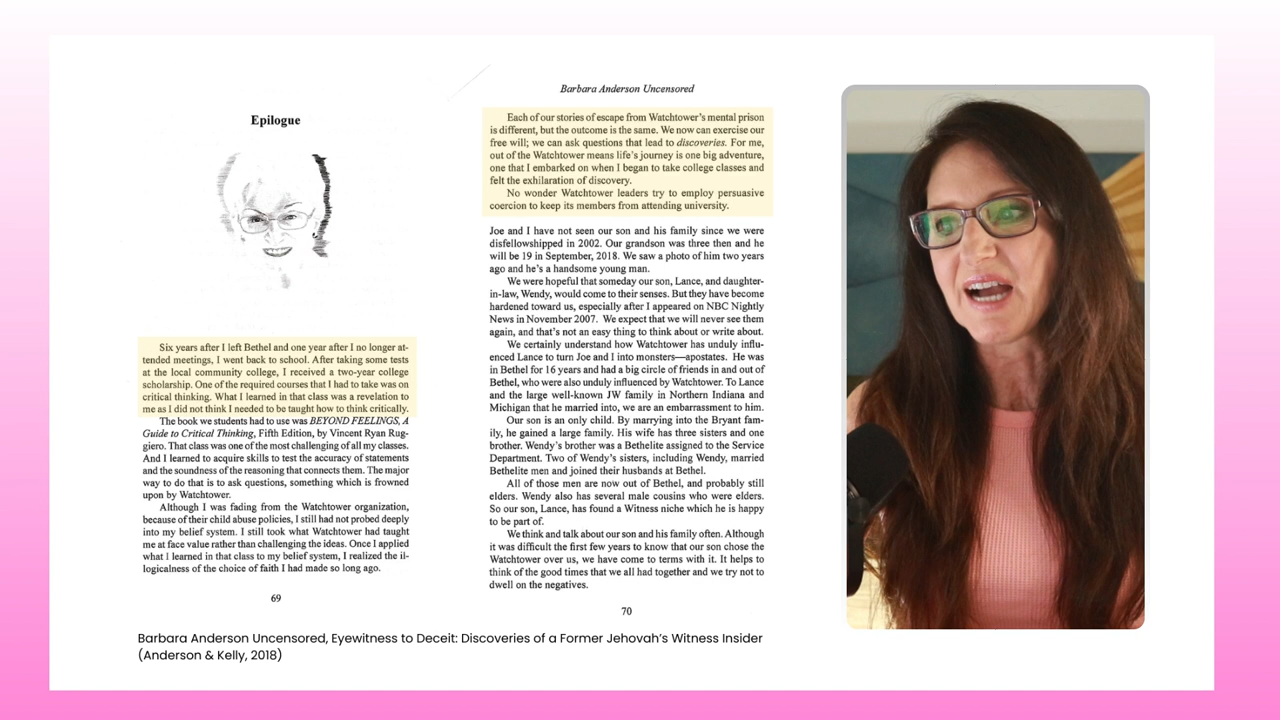 Epilogue
Six years after I left Bethel and one year after I no longer at-
tended meetings, I went back to school. After taking some tests
at the local community college, I received a two-year college
scholarship. One of the required courses that I had to take was on
critical thinking. What I learned in that class was a revelation to
me as I did not think I needed to be taught how to think critically.
The book we students had to use was BEYOND FEELINGS, A
Guide to Critical Thinking, Fifth Edition, by Vincent Ryan Rug-
giero. That class was one of the most challenging of all my classes.
And I learned to acquire skills to test the accuracy of statements
and the soundness of the reasoning that connects them. The major
way to do that is to ask questions, something which is frowned
upon by Watchtower.
Although I was fading from the Watchtower organization,
because of their child abuse policies, I still had not probed deeply
into my belief system. I still took what Watchtower had taught
me at face value rather than challenging the ideas. Once I applied
what I learned in that class to my belief system, I realized the il-
logicalness of the choice of faith I had made so long ago.
69
Barbara Anderson Uncensored
Each of our stories of escape from Watchtower's mental prison
is different, but the outcome is the same. We now can exercise our
free will; we can ask questions that lead to discoveries. For me,
out of the Watchtower means life's journey is one big adventure,
one that I embarked on when I began to take college classes and
felt the exhilaration of discovery.
No wonder Watchtower leaders try to employ persuasive
coercion to keep its members from attending university.
Joe and I have not seen our son and his family since we were
disfellowshipped in 2002. Our grandson was three then and he
will be 19 in September, 2018. We saw a photo of him two years
ago and he's a handsome young man.
We were hopeful that someday our son, Lance, and daughter-
in-law, Wendy, would come to their senses. But they have become
hardened toward us, especially after I appeared on NBC Nightly
News in November 2007. We expect that we will never see them
again, and that's not an easy thing to think about or write about.
We certainly understand how Watchtower has unduly influ-
enced Lance to turn Joe and I into monsters—apostates. He was
in Bethel for 16 years and had a big circle of friends in and out of
Bethel, who were also unduly influenced by Watchtower. To Lance
and the large well-known JW family in Northern Indiana and
Michigan that he married into, we are an embarrassment to him.
Our son is an only child. By marrying into the Bryant fam-
ily, he gained a large family. His wife has three sisters and one
brother. Wendy's brother was a Bethelite assigned to the Service
Department. Two of Wendy's sisters, including Wendy, married
Bethelite men and joined their husbands at Bethel.
All of those men are now out of Bethel, and probably still
elders. Wendy also has several male cousins who were elders.
So our son, Lance, has found a Witness niche which he is happy
to be part of.
We think and talk about our son and his family often. Although
it was difficult the first few years to know that our son chose the
Watchtower over us, we have come to terms with it. It helps to
think of the good times that we all had together and we try not to
dwell on the negatives.
70
Barbara Anderson Uncensored, Eyewitness to Deceit: Discoveries of a Former Jehovah's Witness Insider
(Anderson & Kelly, 2018)